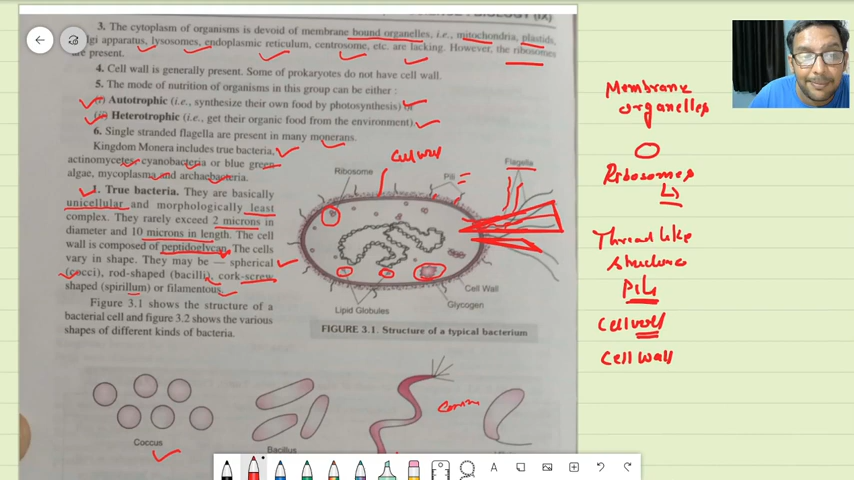 BIOLOGY (IX)
3. The cytoplasm of organisms is devoid of membrane bound organelles, i.e., mitochondria, plastids,
lgi apparatus, lysosomes, endoplasmic reticulum, centrosome, etc. are lacking. However, the ribosomes
are present.
4. Cell wall is generally present. Some of prokaryotes do not have cell wall.
5. The mode of nutrition of organisms in this group can be either :
(i) Autotrophic (i.e., synthesize their own food by photosynthesis) or
(ii) Heterotrophic (i.e., get their organic food from the environment).
6. Single stranded flagella are present in many monerans.
Kingdom Monera includes true bacteria,
actinomycetes, cyanobacteria or blue green
algae, mycoplasma and archaebacteria.
1. True bacteria. They are basically
unicellular and morphologically least
complex. They rarely exceed 2 microns in
diameter and 10 microns in length. The cell
wall is composed of peptidoglycan. The cells
vary in shape. They may be — spherical
(cocci), rod-shaped (bacilli), cork-screw
shaped (spirillum) or filamentous.
Figure 3.1 shows the structure of a
bacterial cell and figure 3.2 shows the various
shapes of different kinds of bacteria.
Ribosome
Pili
Flagella
Cell Wall
Glycogen
Lipid Globules
FIGURE 3.1. Structure of a typical bacterium
Coccus
Bacillus
Membrane
organelles
Ribosomes
Thread like
structures
Pili
Cell wall
Cell wall
A